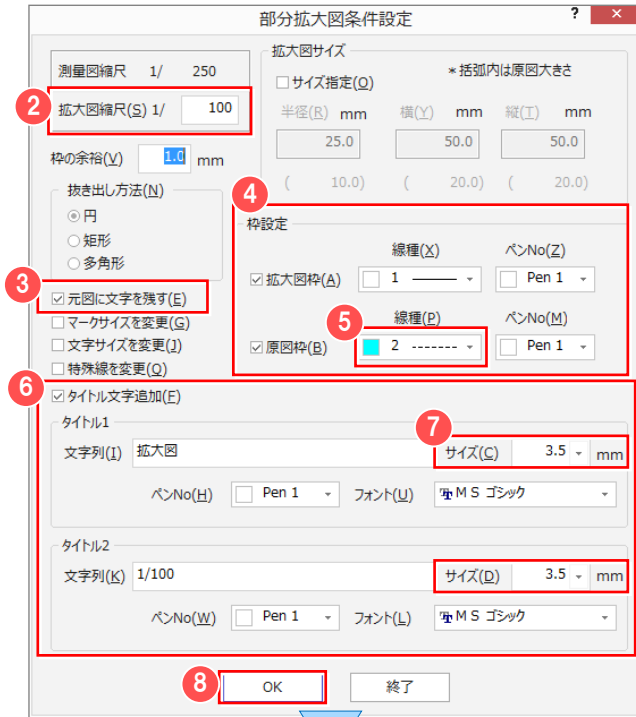 部分拡大図条件設定 ? ×
測量図縮尺 1/ 250
2 拡大図縮尺(S) 1/ 100
枠の余裕(V) 1.0 mm
抜き出し方法(N)
円
矩形
多角形
3 元図に文字を残す(E)
マークサイズを変更(G)
文字サイズを変更(J)
特殊線を変更(Q)
拡大図サイズ
サイズ指定(O) *括弧内は原図大きさ
半径(R) mm 横(Y) mm 縦(T) mm
25.0 50.0 50.0
( 10.0) ( 20.0) ( 20.0)
4 枠設定
線種(X) ペンNo(Z)
拡大図枠(A) 1 Pen 1
5 線種(P) ペンNo(M)
原図枠(B) 2 Pen 1
6 タイトル文字追加(F)
タイトル1
7 文字列(I) 拡大図 サイズ(C) 3.5 mm
ペンNo(H) Pen 1 フォント(U) ＭＳ ゴシック
タイトル2
文字列(K) 1/100 サイズ(D) 3.5 mm
ペンNo(W) Pen 1 フォント(L) ＭＳ ゴシック
8 OK 終了